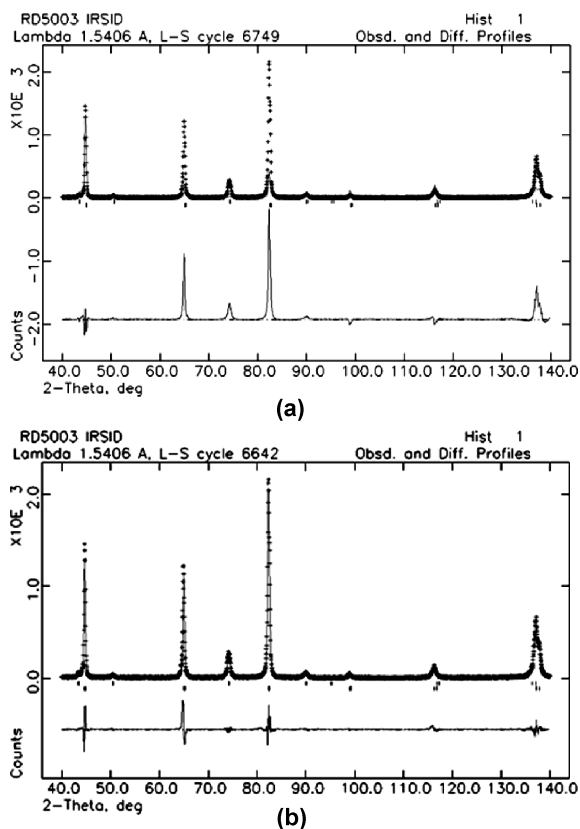 RD5003 IRSID Hist 1
Lambda 1.5406 A, L-S cycle 6749 Obsd. and Diff. Profiles
X10E 3
2.0
1.0
0.0
-1.0
-2.0
Counts
40.0 50.0 60.0 70.0 80.0 90.0 100.0 110.0 120.0 130.0 140.0
2-Theta, deg
(a)
RD5003 IRSID Hist 1
Lambda 1.5406 A, L-S cycle 6642 Obsd. and Diff. Profiles
X10E 3
2.0
1.0
0.0
Counts
40.0 50.0 60.0 70.0 80.0 90.0 100.0 110.0 120.0 130.0 140.0
2-Theta, deg
(b)